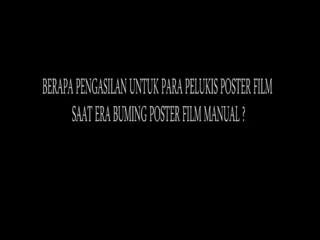 BERAPA PENGASILAN UNTUK PARA PELUKIS POSTER FILM
SAAT ERA BUMING POSTER FILM MANUAL ?